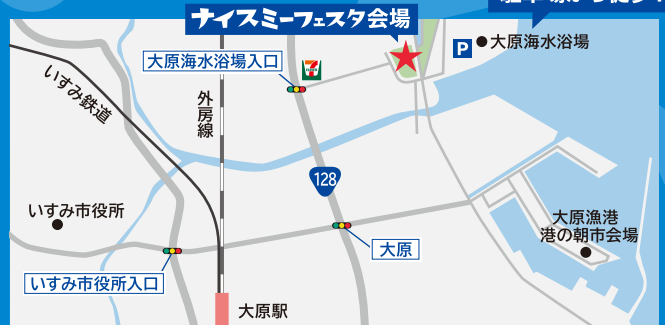 ナイスミーフェスタ会場
大原海水浴場入口
P
大原海水浴場
いすみ鉄道
外房線
128
いすみ市役所
大原
大原漁港
港の朝市会場
いすみ市役所入口
大原駅